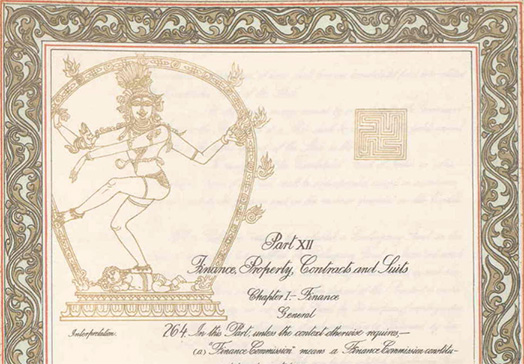 Part XII
Finance, Property, Contracts and Suits
Chapter I.— Finance
General
Interpretation.
264. In this Part, unless the context otherwise requires,—
(a) "Finance Commission" means a Finance Commission constitu-